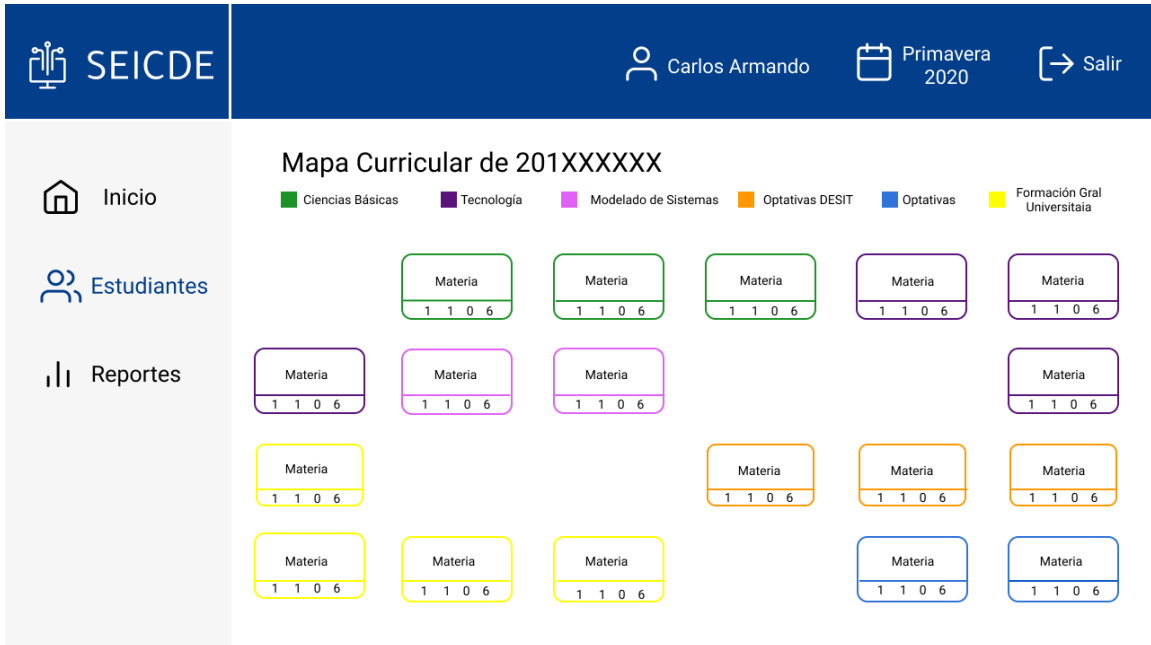 SEICDE
Carlos Armando
Primavera
2020
Salir
Inicio
Estudiantes
Reportes
Mapa Curricular de 201XXXXXX
Ciencias Básicas
Tecnología
Modelado de Sistemas
Optativas DESIT
Optativas
Formación Gral
Universitaia
Materia
1 1 0 6
Materia
1 1 0 6
Materia
1 1 0 6
Materia
1 1 0 6
Materia
1 1 0 6
Materia
1 1 0 6
Materia
1 1 0 6
Materia
1 1 0 6
Materia
1 1 0 6
Materia
1 1 0 6
Materia
1 1 0 6
Materia
1 1 0 6
Materia
1 1 0 6
Materia
1 1 0 6
Materia
1 1 0 6
Materia
1 1 0 6
Materia
1 1 0 6
Materia
1 1 0 6